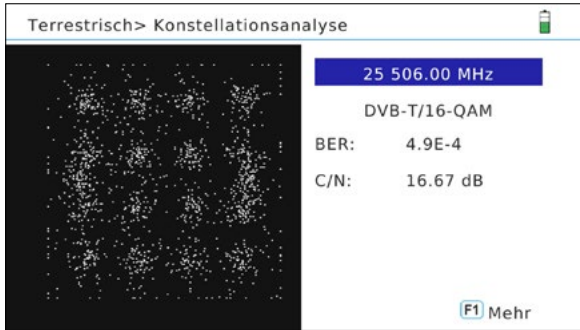 Terrestrisch> Konstellationsanalyse
25 506.00 MHz
DVB-T/16-QAM
BER: 4.9E-4
C/N: 16.67 dB
F1 Mehr